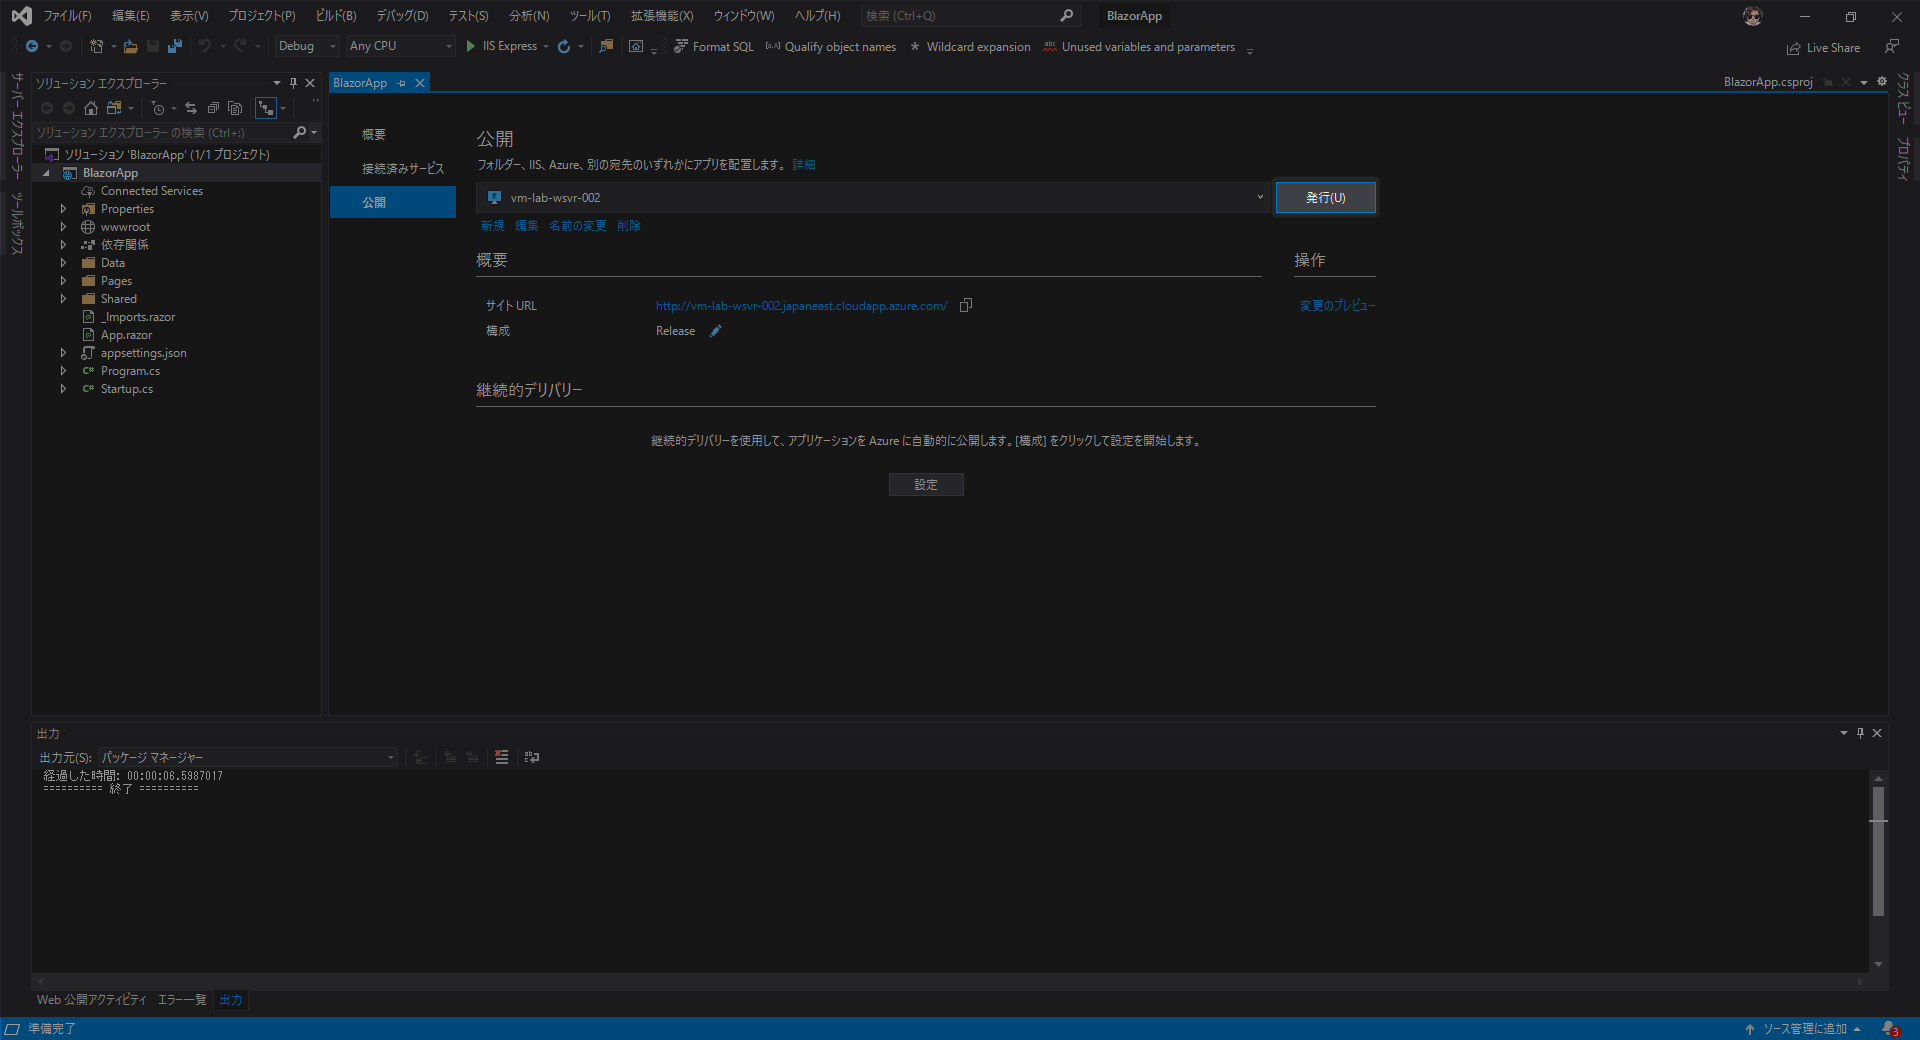 ファイル(F) 編集(E) 表示(V) プロジェクト(P) ビルド(B) デバッグ(D) テスト(S) 分析(N) ツール(T) 拡張機能(X) ウィンドウ(W) ヘルプ(H) 検索 (Ctrl+Q) BlazorApp
Debug Any CPU IIS Express Format SQL Qualify object names Wildcard expansion Unused variables and parameters Live Share
サーバー エクスプローラー
ツールボックス
ソリューション エクスプローラー
ソリューション エクスプローラー の検索 (Ctrl+;)
ソリューション 'BlazorApp' (1/1 プロジェクト)
BlazorApp
Connected Services
Properties
wwwroot
依存関係
Data
Pages
Shared
_Imports.razor
App.razor
appsettings.json
C# Program.cs
C# Startup.cs
BlazorApp
BlazorApp.csproj
概要
接続済みサービス
公開
公開
フォルダー、IIS、Azure、別の宛先のいずれかにアプリを配置します。 詳細
vm-lab-wsvr-002
発行(U)
新規 編集 名前の変更 削除
概要
操作
サイト URL http://vm-lab-wsvr-002.japaneast.cloudapp.azure.com/
変更のプレビュー
構成 Release
継続的デリバリー
継続的デリバリーを使用して、アプリケーションを Azure に自動的に公開します。[構成] をクリックして設定を開始します。
設定
クラス ビュー
プロパティ
出力
出力元(S): パッケージ マネージャー
経過した時間: 00:00:06.5987017
========== 終了 ==========
Web 公開アクティビティ エラー一覧 出力
準備完了
ソース管理に追加 3